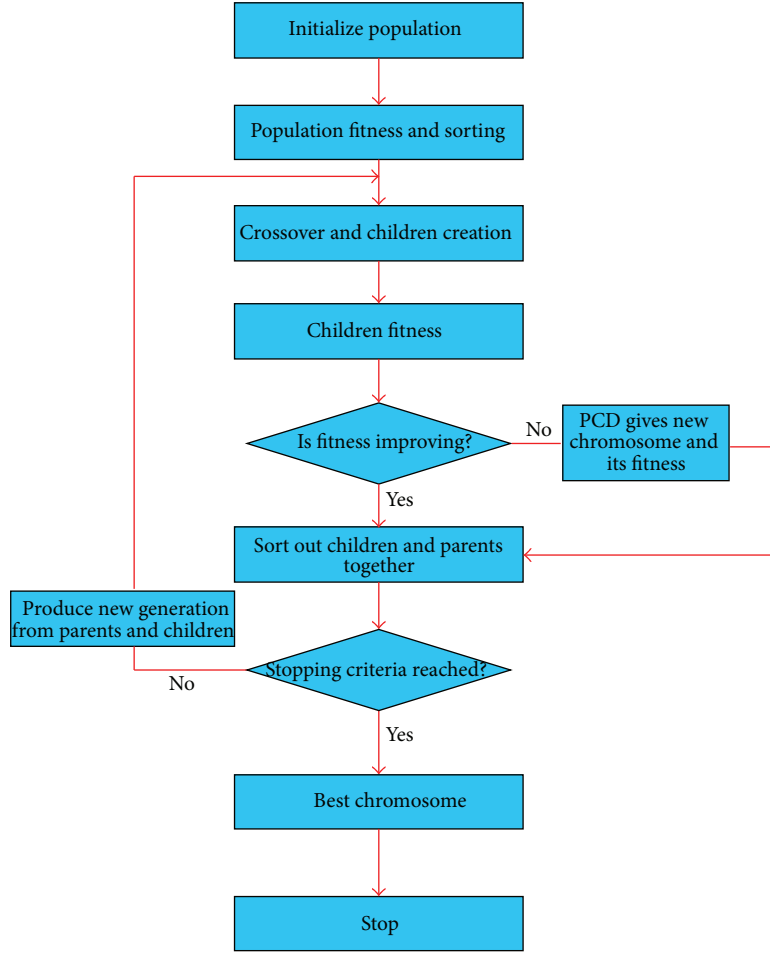 Initialize population
Population fitness and sorting
Crossover and children creation
Children fitness
Is fitness improving?
No
PCD gives new
chromosome and
its fitness
Yes
Sort out children and parents
together
Produce new generation
from parents and children
Stopping criteria reached?
No
Yes
Best chromosome
Stop